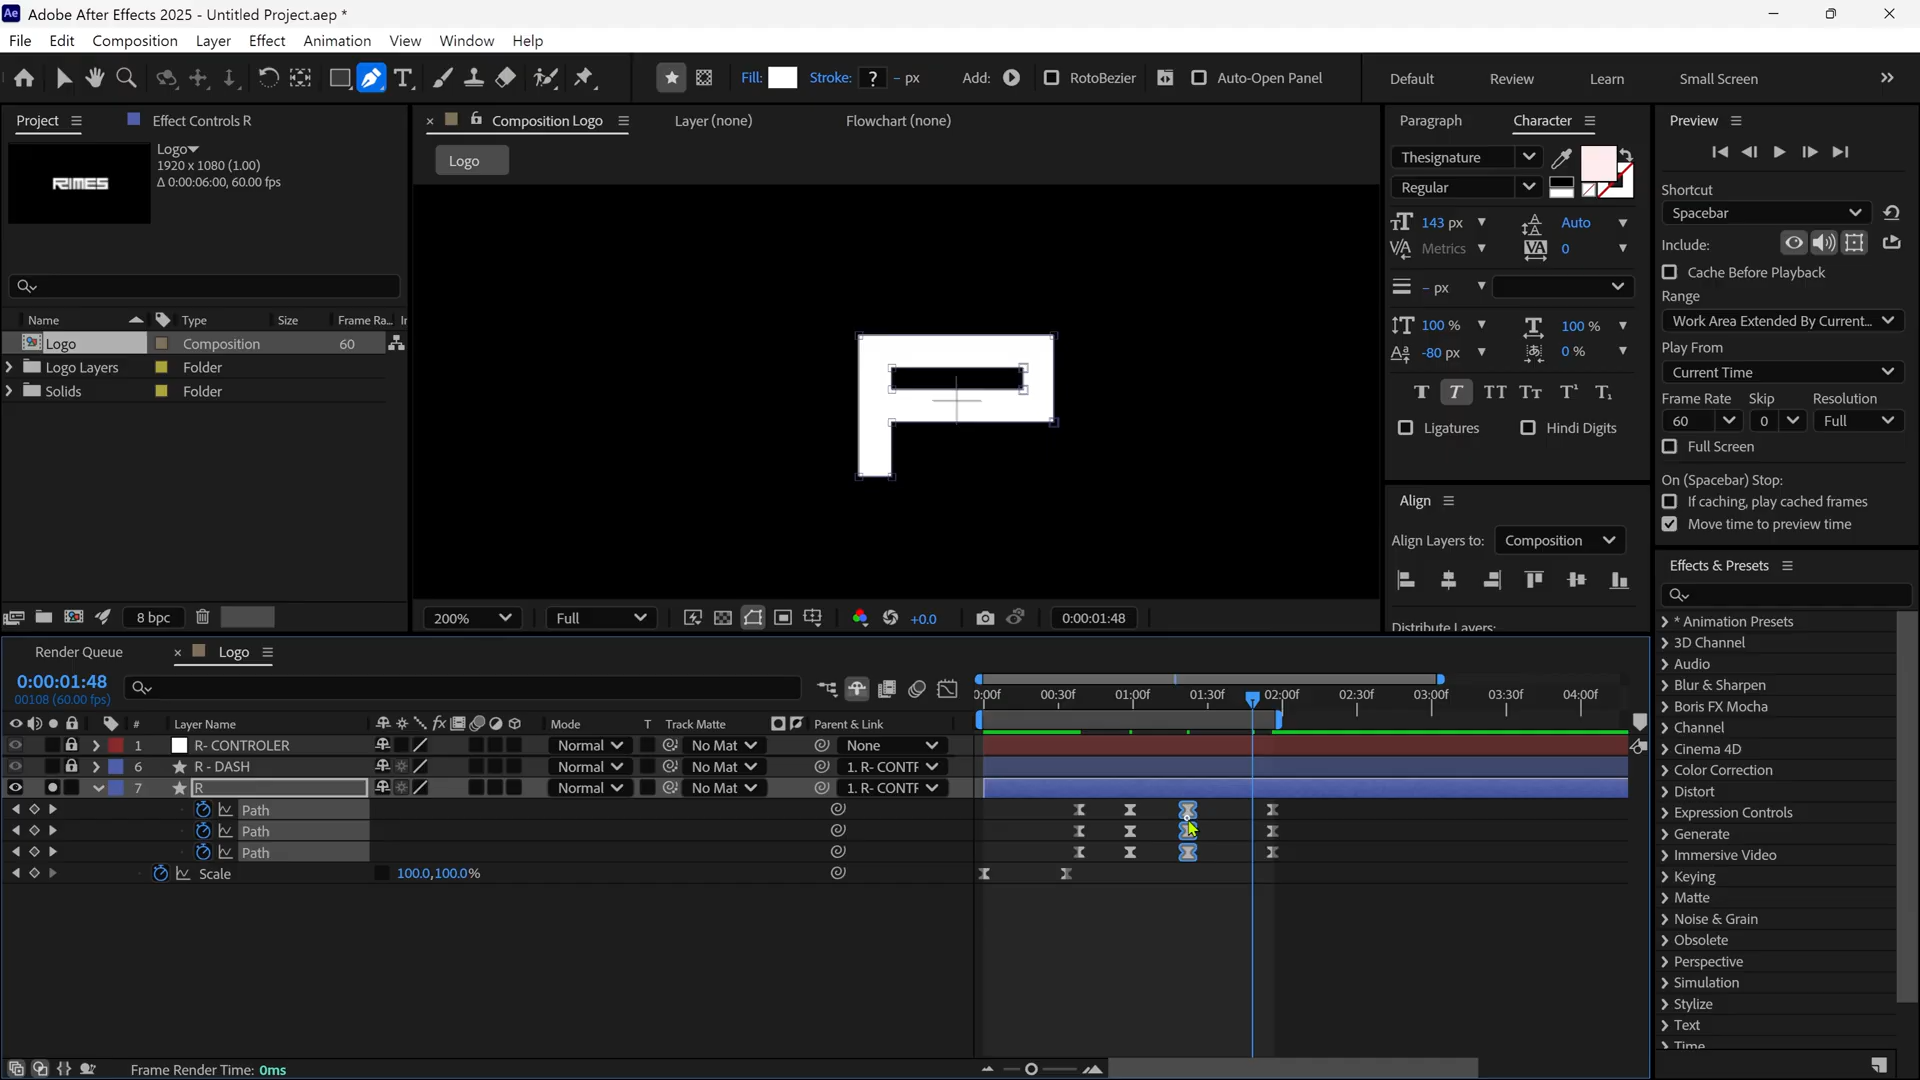 Adobe After Effects 2025 - Untitled Project.aep *
File Edit Composition Layer Effect Animation View Window Help
Fill: Stroke: ? - px Add: RotoBezier Auto-Open Panel Default Review Learn Small Screen
Project Effect Controls R
Composition Logo Layer (none) Flowchart (none)
Paragraph Character Preview
Logo
1920 x 1080 (1.00)
Δ 0:00:06:00, 60.00 fps
RIMES
Logo
Thesignature
Regular
143 px Auto
Metrics 0
- px
100 % 100 %
-80 px 0 %
Ligatures Hindi Digits
Align
Align Layers to: Composition
Distribute Layers:
Shortcut
Spacebar
Include:
Cache Before Playback
Range
Work Area Extended By Current...
Play From
Current Time
Frame Rate Skip Resolution
60 0 Full
Full Screen
On (Spacebar) Stop:
If caching, play cached frames
Move time to preview time
Name Type Size Frame Ra...
Logo Composition 60
Logo Layers Folder
Solids Folder
8 bpc
200% Full +0.0 0:00:01:48
Effects & Presets
* Animation Presets
3D Channel
Audio
Blur & Sharpen
Boris FX Mocha
Channel
Cinema 4D
Color Correction
Distort
Expression Controls
Generate
Immersive Video
Keying
Matte
Noise & Grain
Obsolete
Perspective
Simulation
Stylize
Text
Time
Render Queue Logo
0:00:01:48
00108 (60.00 fps)
0:00f 00:30f 01:00f 01:30f 02:00f 02:30f 03:00f 03:30f 04:00f
# Layer Name Mode T Track Matte Parent & Link
1 R- CONTROLER Normal No Mat None
6 R - DASH Normal No Mat 1. R- CONTF
7 R Normal No Mat 1. R- CONTF
Path
Path
Path
Scale 100.0,100.0%
Frame Render Time: 0ms